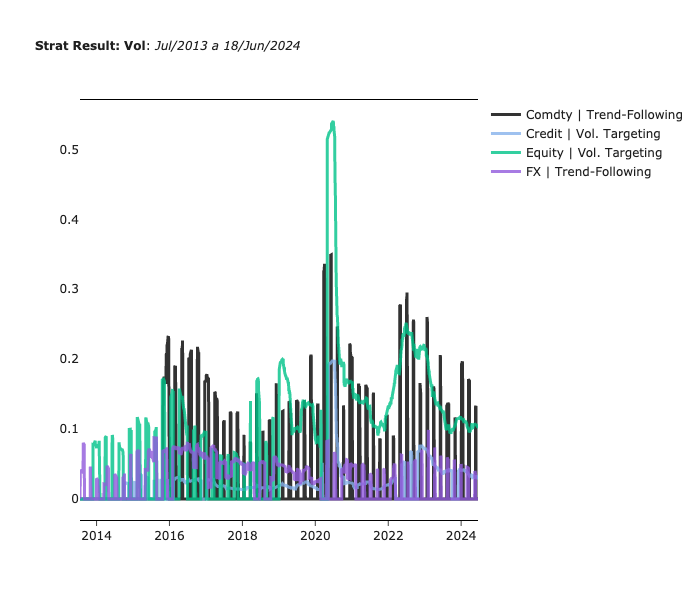 Strat Result: Vol: Jul/2013 a 18/Jun/2024
Comdty | Trend-Following
Credit | Vol. Targeting
Equity | Vol. Targeting
FX | Trend-Following
0.5
0.4
0.3
0.2
0.1
0
2014 2016 2018 2020 2022 2024